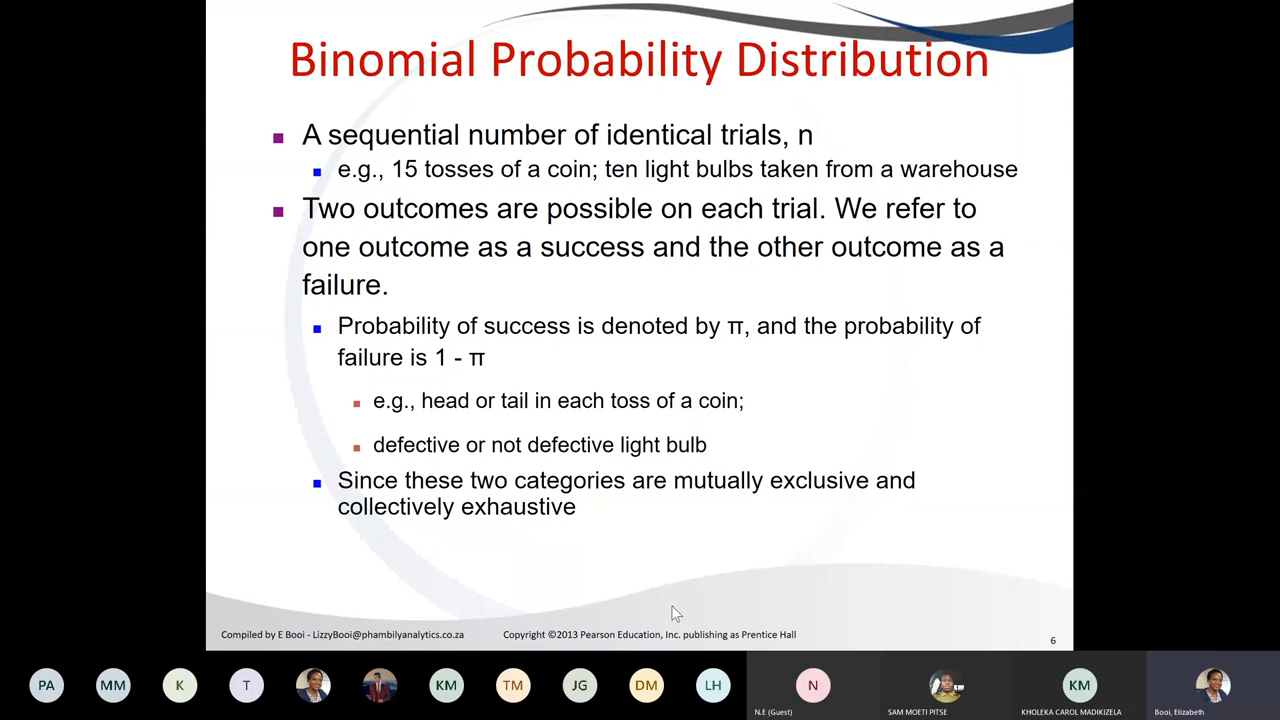 Binomial Probability Distribution
A sequential number of identical trials, n
e.g., 15 tosses of a coin; ten light bulbs taken from a warehouse
Two outcomes are possible on each trial. We refer to
one outcome as a success and the other outcome as a
failure.
Probability of success is denoted by π, and the probability of
failure is 1 - π
e.g., head or tail in each toss of a coin;
defective or not defective light bulb
Since these two categories are mutually exclusive and
collectively exhaustive
Compiled by E Booi - LizzyBooi@phambilyanalytics.co.za
Copyright ©2013 Pearson Education, Inc. publishing as Prentice Hall
6
PA MM K T KM TM JG DM LH N KM
N.E (Guest) SAM MOETI PITSE KHOLEKA CAROL MADIKIZELA Booi, Elizabeth